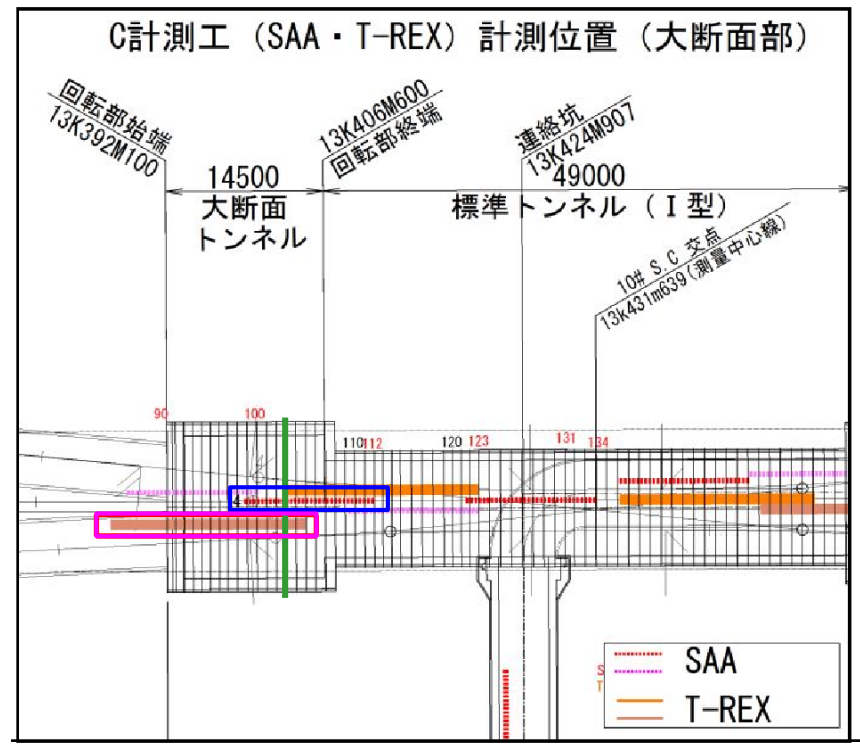 C計測工（SAA・T-REX）計測位置（大断面部）
回転部始端
13K392M100
13K406M600
回転部終端
連絡坑
13K424M907
14500
大断面
トンネル
49000
標準トンネル（Ⅰ型）
10# S.C 交点
13k431m639(測量中心線)
90
100
110
112
120
123
131
134
4
SAA
S
T
T-REX